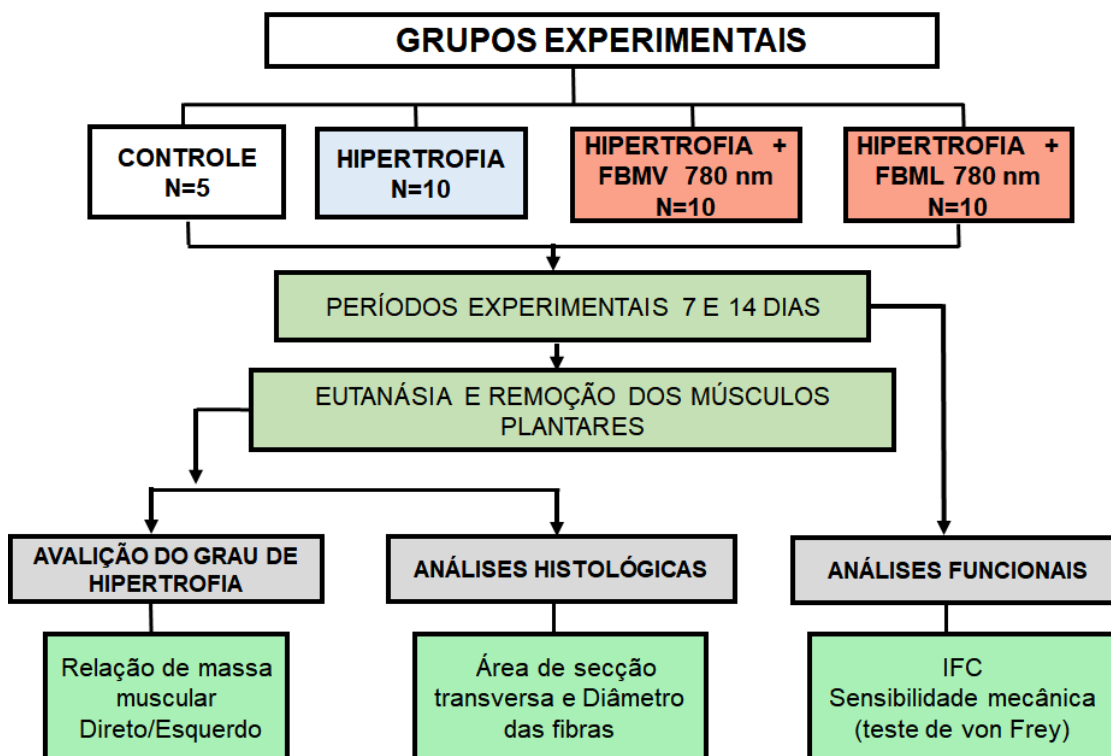 GRUPOS EXPERIMENTAIS
CONTROLE
N=5
HIPERTROFIA
N=10
HIPERTROFIA +
FBMV 780 nm
N=10
HIPERTROFIA +
FBML 780 nm
N=10
PERÍODOS EXPERIMENTAIS 7 E 14 DIAS
EUTANÁSIA E REMOÇÃO DOS MÚSCULOS
PLANTARES
AVALIÇÃO DO GRAU DE
HIPERTROFIA
ANÁLISES HISTOLÓGICAS
ANÁLISES FUNCIONAIS
Relação de massa
muscular
Direto/Esquerdo
Área de secção
transversa e Diâmetro
das fibras
IFC
Sensibilidade mecânica
(teste de von Frey)